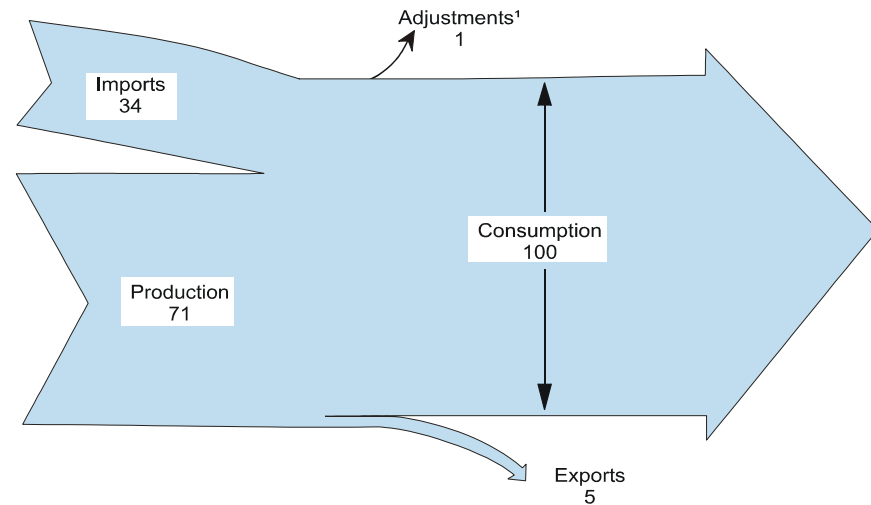 Adjustments¹
1
Imports
34
Consumption
100
Production
71
Exports
5